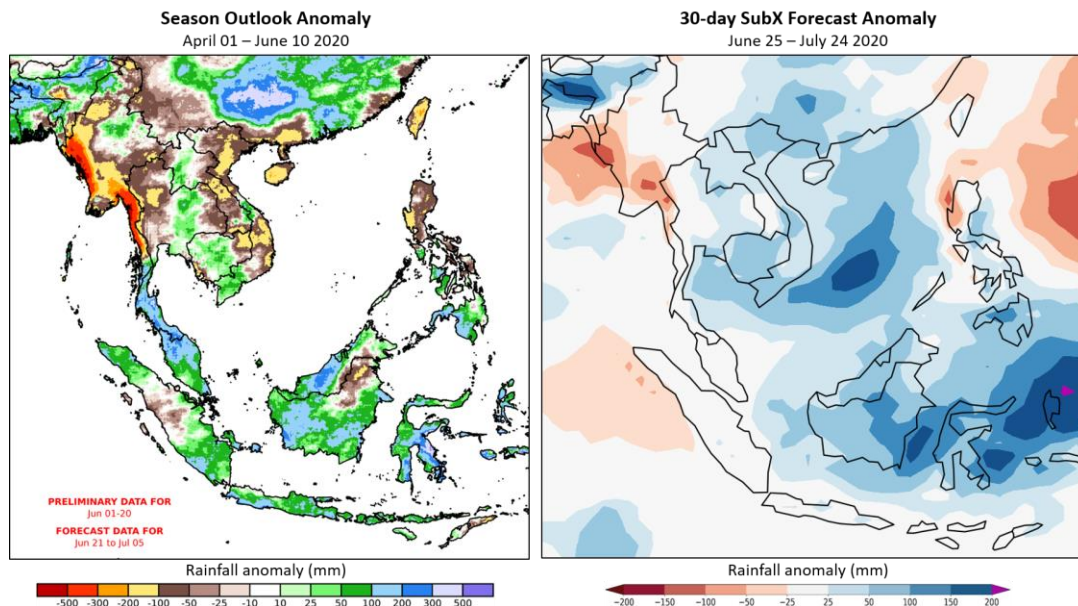 Season Outlook Anomaly
April 01 – June 10 2020
PRELIMINARY DATA FOR
Jun 01-20
FORECAST DATA FOR
Jun 21 to Jul 05
Rainfall anomaly (mm)
-500 -300 -200 -100 -50 -25 -10 10 25 50 100 200 300 500
30-day SubX Forecast Anomaly
June 25 – July 24 2020
Rainfall anomaly (mm)
−200 −150 −100 −50 −25 25 50 100 150 200